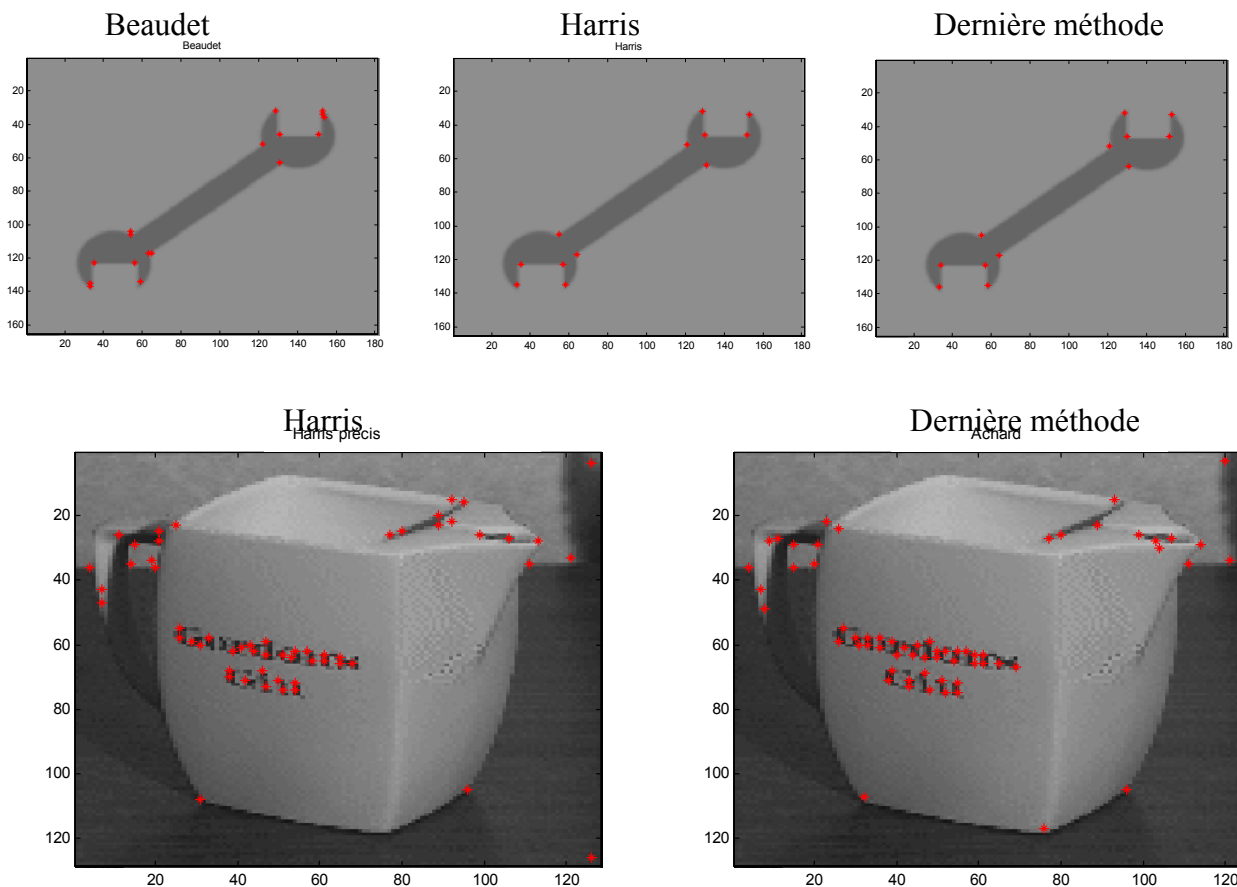 Beaudet Harris Dernière méthode
Beaudet Harris
20 20 20
40 40 40
60 60 60
80 80 80
100 100 100
120 120 120
140 140 140
160 160 160
20 40 60 80 100 120 140 160 180 20 40 60 80 100 120 140 160 180 20 40 60 80 100 120 140 160 180
Harris Dernière méthode
Harris précis Achard
20 20
40 40
60 60
80 80
100 100
120 120
20 40 60 80 100 120 20 40 60 80 100 120